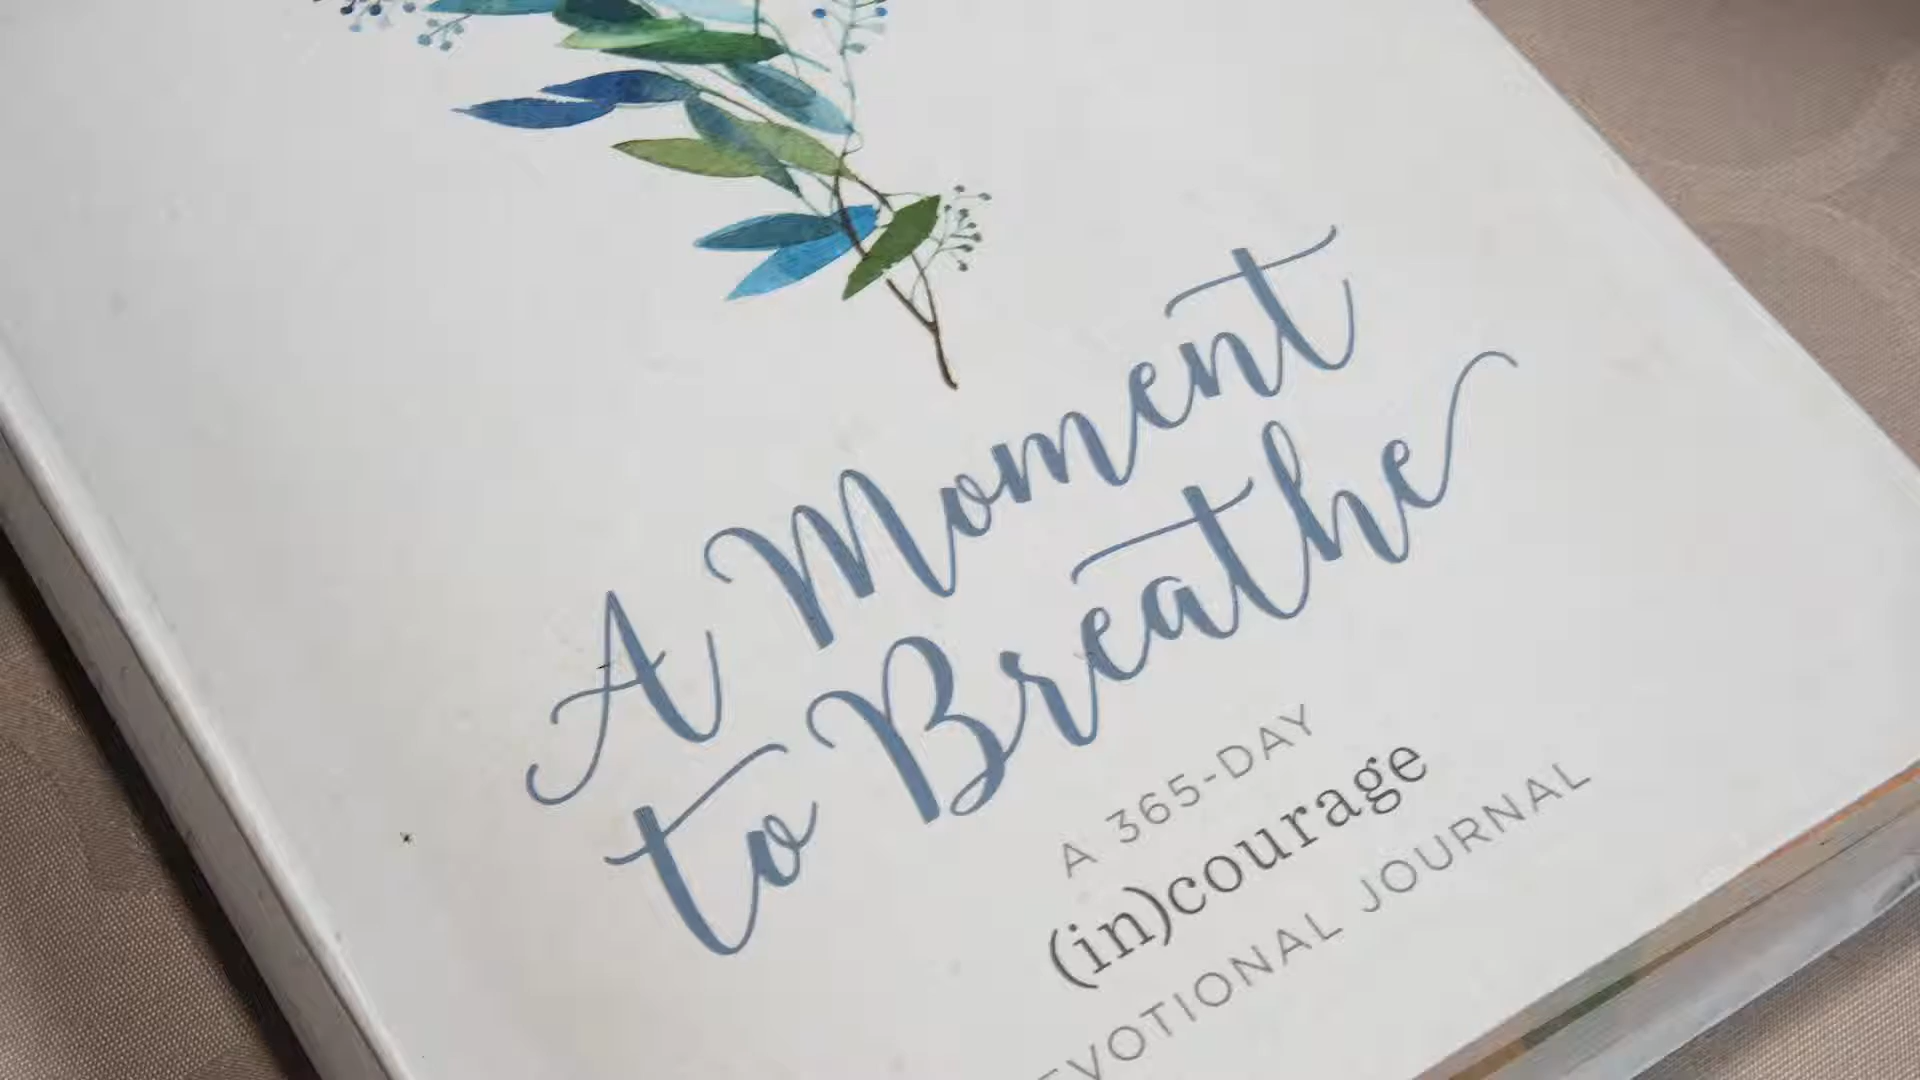 A Moment
to Breathe
A 365-DAY
(in)courage
EVOTIONAL JOURNAL